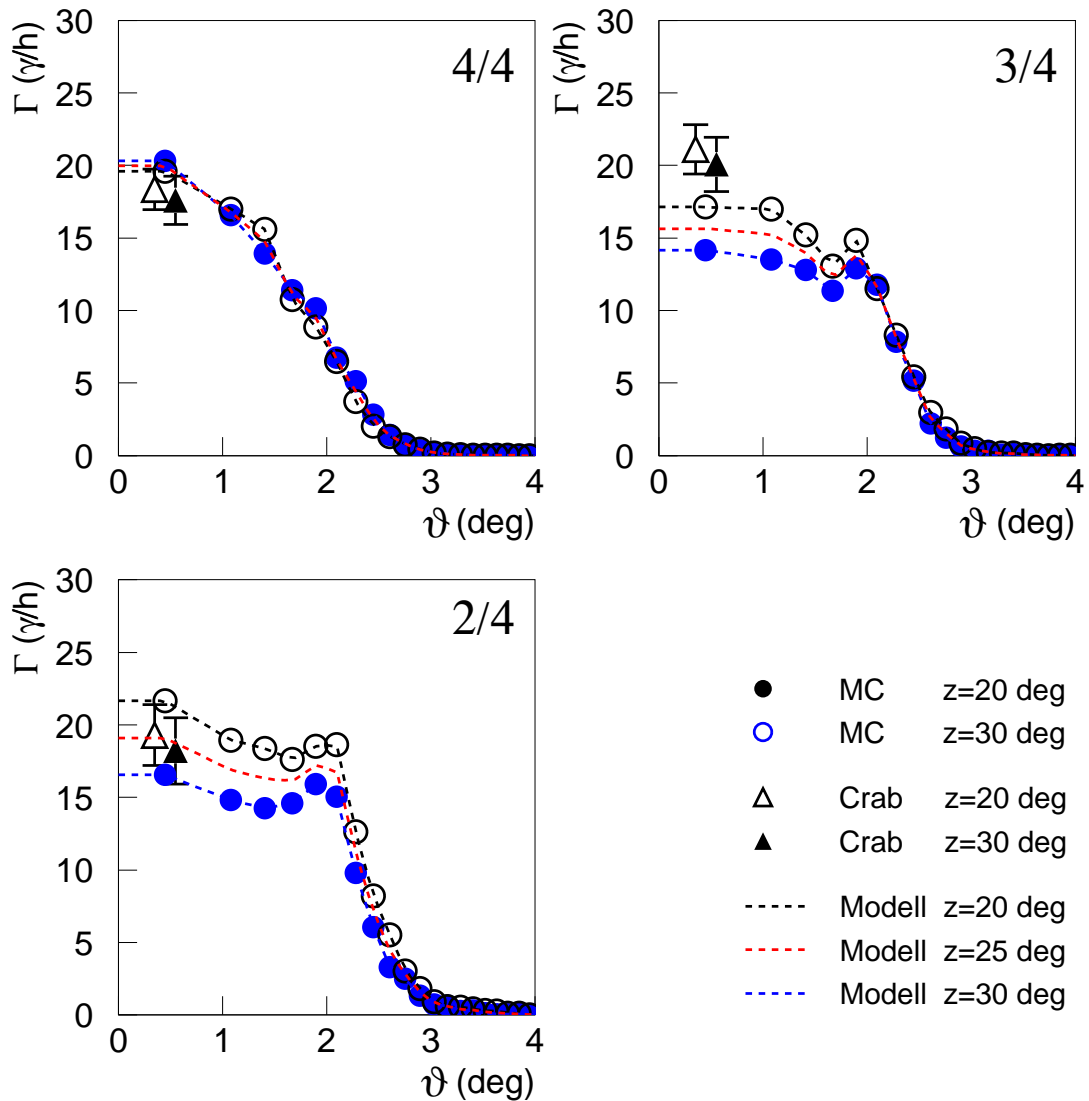 Γ (γ/h)
30
25
20
15
10
5
0
4/4
0 1 2 3 4
ϑ (deg)
Γ (γ/h)
30
25
20
15
10
5
0
3/4
0 1 2 3 4
ϑ (deg)
Γ (γ/h)
30
25
20
15
10
5
0
2/4
0 1 2 3 4
ϑ (deg)
MC z=20 deg
MC z=30 deg
Crab z=20 deg
Crab z=30 deg
Modell z=20 deg
Modell z=25 deg
Modell z=30 deg